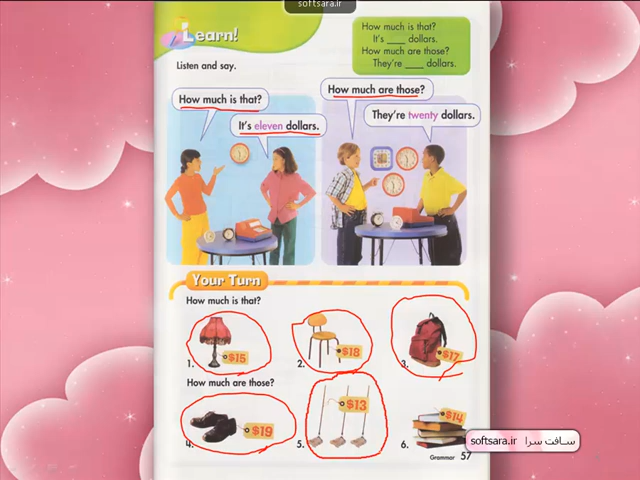 softsara.ir
Learn!
How much is that?
It's ____ dollars.
How much are those?
They're ____ dollars.
Listen and say.
How much is that?
It's eleven dollars.
How much are those?
They're twenty dollars.
Your Turn
How much is that?
1.
$15
2.
$18
3.
$17
How much are those?
4.
$19
5.
$13
6.
$14
softsara.ir سافت سرا
Grammar 57